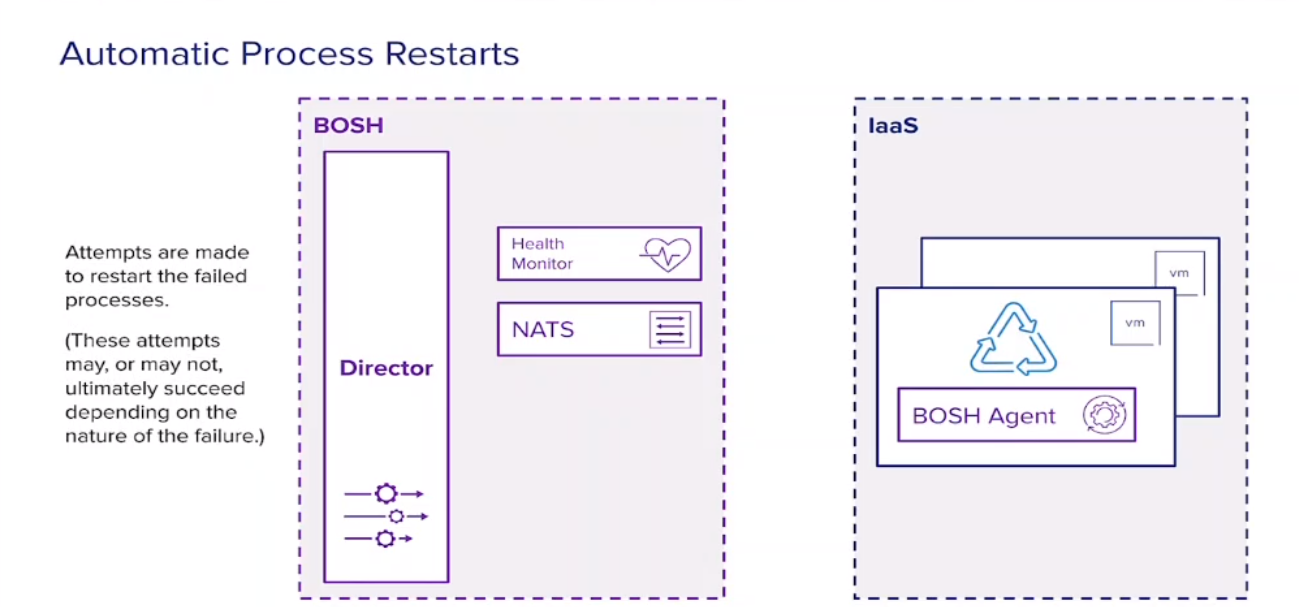 Automatic Process Restarts
Attempts are made
to restart the failed
processes.
(These attempts
may, or may not,
ultimately succeed
depending on the
nature of the failure.)
BOSH
Director
Health
Monitor
NATS
IaaS
vm
vm
BOSH Agent